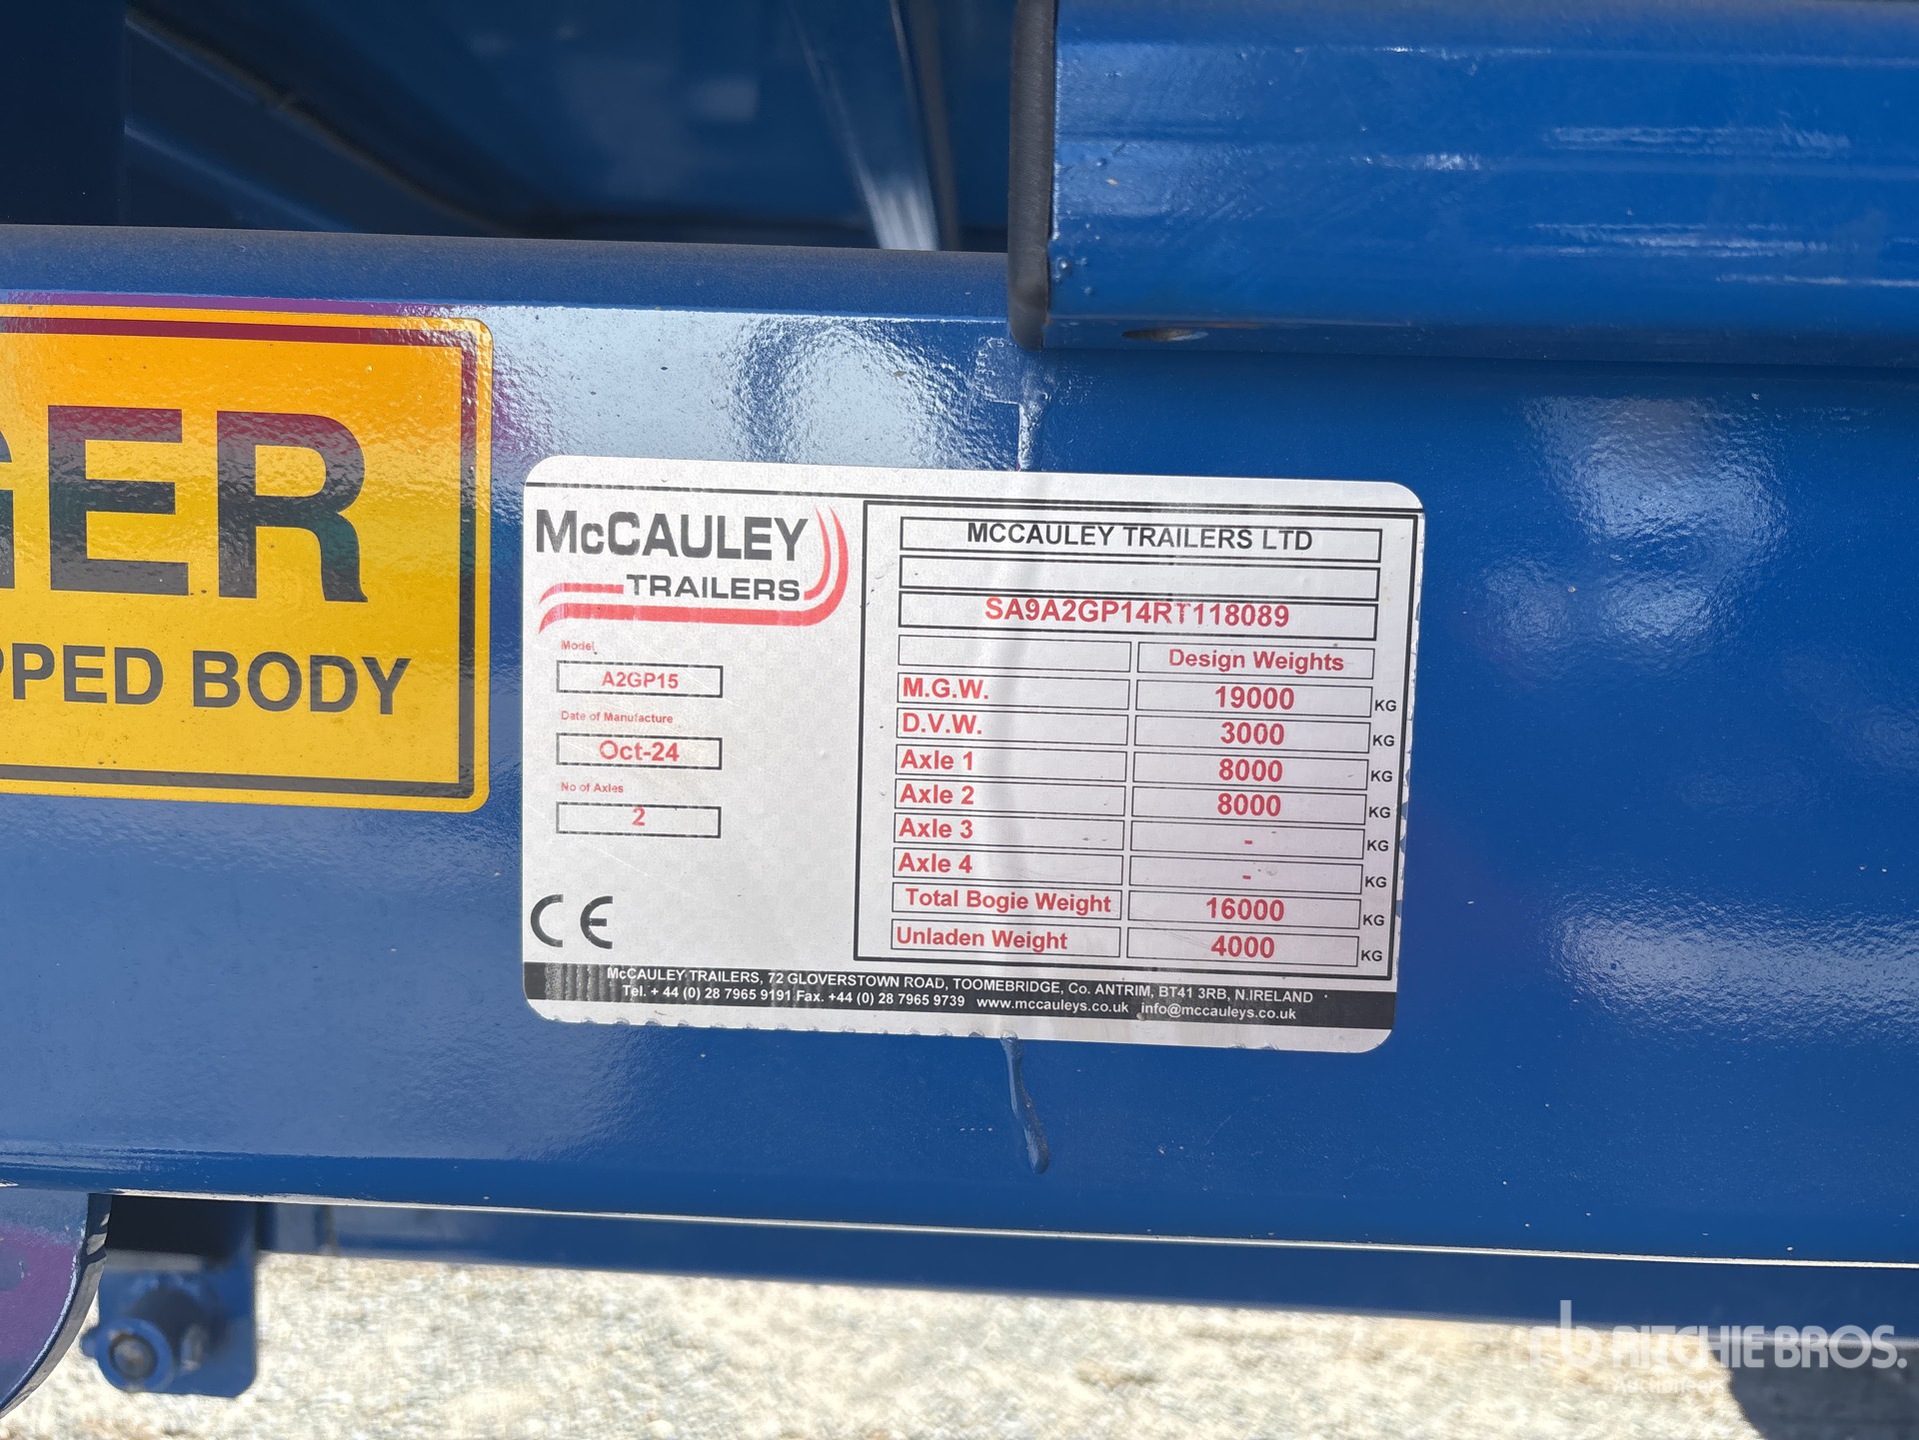 GER
PPED BODY
McCAULEY
TRAILERS
Model
A2GP15
Date of Manufacture
Oct-24
No of Axles
2
CE
MCCAULEY TRAILERS LTD
SA9A2GP14RT118089
Design Weights
M.G.W. 19000 KG
D.V.W. 3000 KG
Axle 1 8000 KG
Axle 2 8000 KG
Axle 3 - KG
Axle 4 - KG
Total Bogie Weight 16000 KG
Unladen Weight 4000 KG
McCAULEY TRAILERS, 72 GLOVERSTOWN ROAD, TOOMEBRIDGE, Co. ANTRIM, BT41 3RB, N.IRELAND
Tel. + 44 (0) 28 7965 9191 Fax. +44 (0) 28 7965 9739 www.mccauleys.co.uk info@mccauleys.co.uk
rb RITCHIE BROS.
Auctioneers